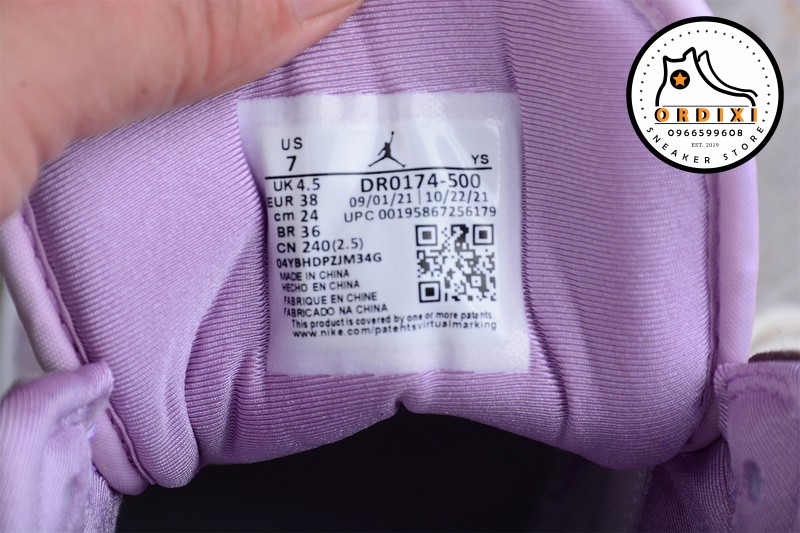 US
7
YS
UK 4.5
EUR 38
cm 24
BR 36
CN 240(2.5)
DR0174-500
09/01/21 10/22/21
UPC 00195867256179
04YBHDPZJM34G
MADE IN CHINA
HECHO EN CHINA
FABRIQUE EN CHINE
FABRICADO NA CHINA
This product is covered by one or more patents.
www.nike.com/patentsvirtualmarking
ORDIXI
0966599608
EST. 2019
SNEAKER STORE